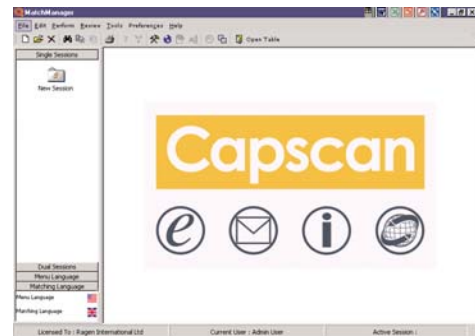 MatchManager
File Edit Perform Review Tools Preferences Help
Open Table
Single Sessions
New Session
Capscan
e i
Dual Sessions
Menu Language
Matching Language
Menu Language
Matching Language
Licensed To : Ragen International Ltd Current User : Admin User Active Session :